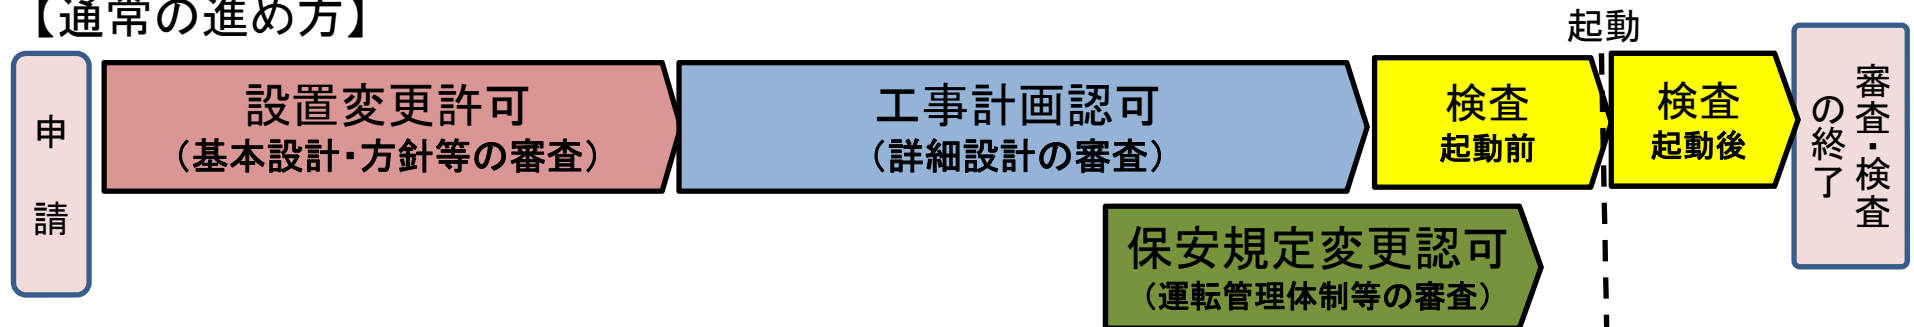 【通常の進め方】
申請
設置変更許可
（基本設計・方針等の審査）
工事計画認可
（詳細設計の審査）
検査
起動前
起動
検査
起動後
審査・検査
の終了
保安規定変更認可
（運転管理体制等の審査）